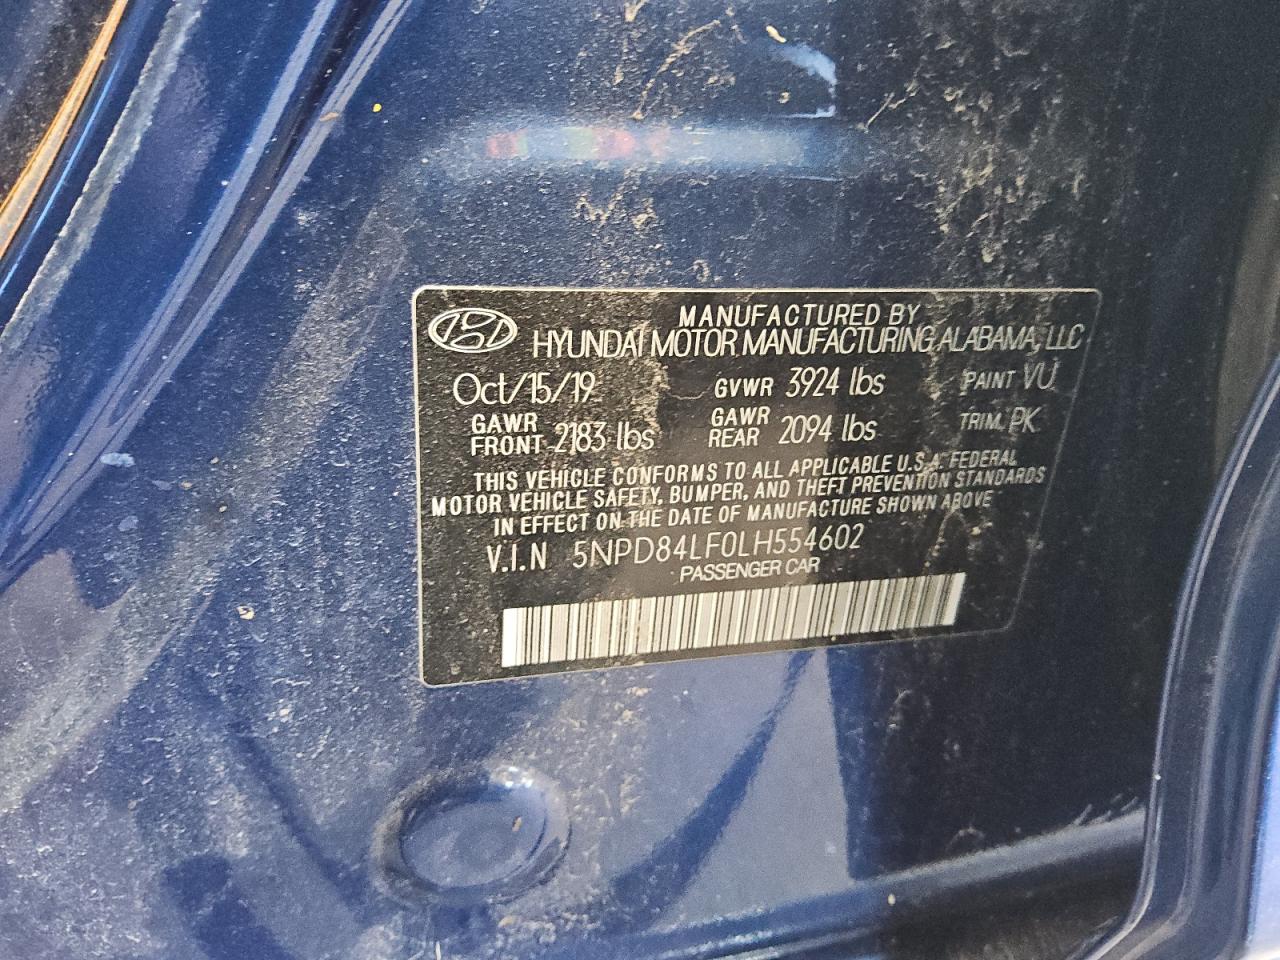 MANUFACTURED BY
HYUNDAI MOTOR MANUFACTURING ALABAMA, LLC
Oct/15/19 GVWR 3924 lbs PAINT VU
GAWR FRONT 2183 lbs GAWR REAR 2094 lbs TRIM. PK
THIS VEHICLE CONFORMS TO ALL APPLICABLE U.S.A. FEDERAL
MOTOR VEHICLE SAFETY, BUMPER, AND THEFT PREVENTION STANDARDS
IN EFFECT ON THE DATE OF MANUFACTURE SHOWN ABOVE
V.I.N 5NPD84LF0LH554602
PASSENGER CAR